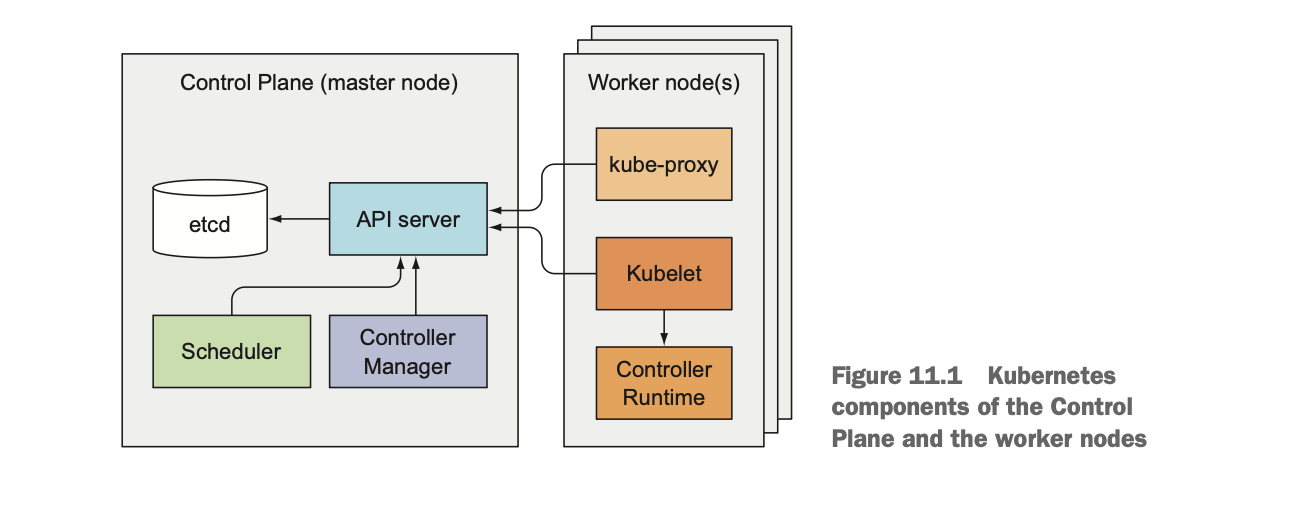 Control Plane (master node)
etcd
API server
Scheduler
Controller
Manager
Worker node(s)
kube-proxy
Kubelet
Controller
Runtime
Figure 11.1 Kubernetes
components of the Control
Plane and the worker nodes